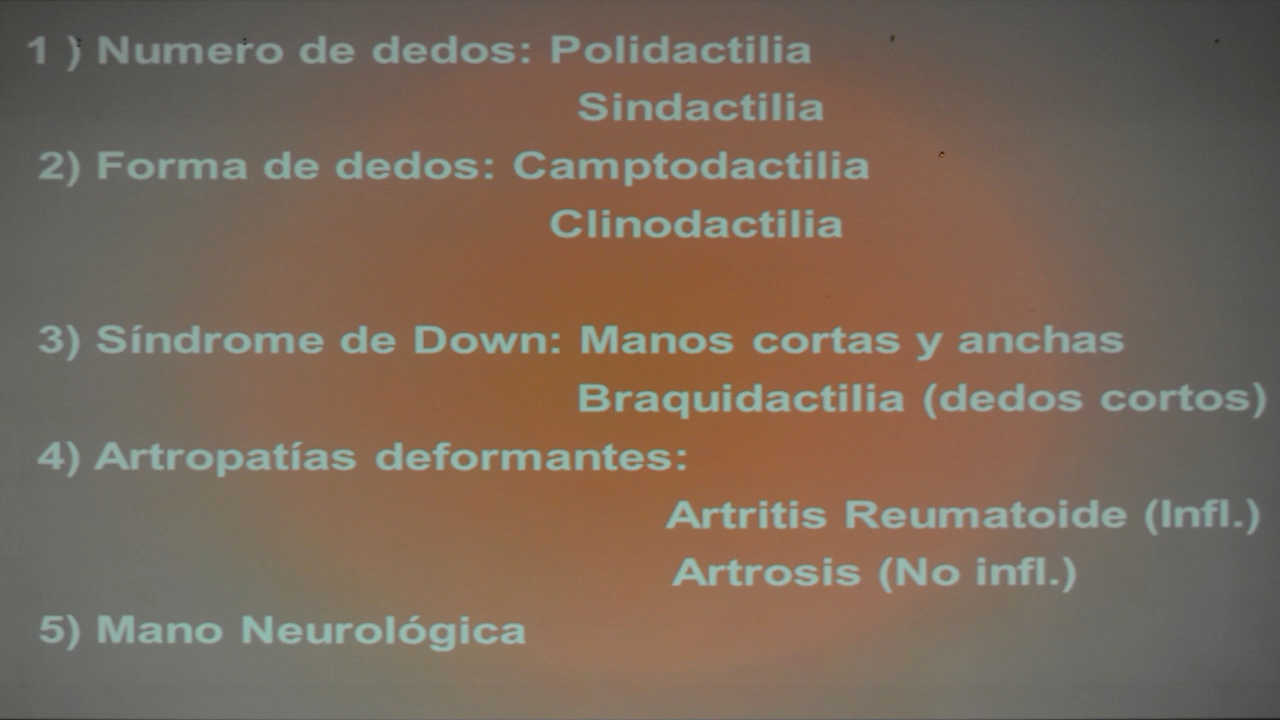 1 ) Numero de dedos: Polidactilia
Sindactilia
2) Forma de dedos: Camptodactilia
Clinodactilia
3) Síndrome de Down: Manos cortas y anchas
Braquidactilia (dedos cortos)
4) Artropatías deformantes:
Artritis Reumatoide (Infl.)
Artrosis (No infl.)
5) Mano Neurológica